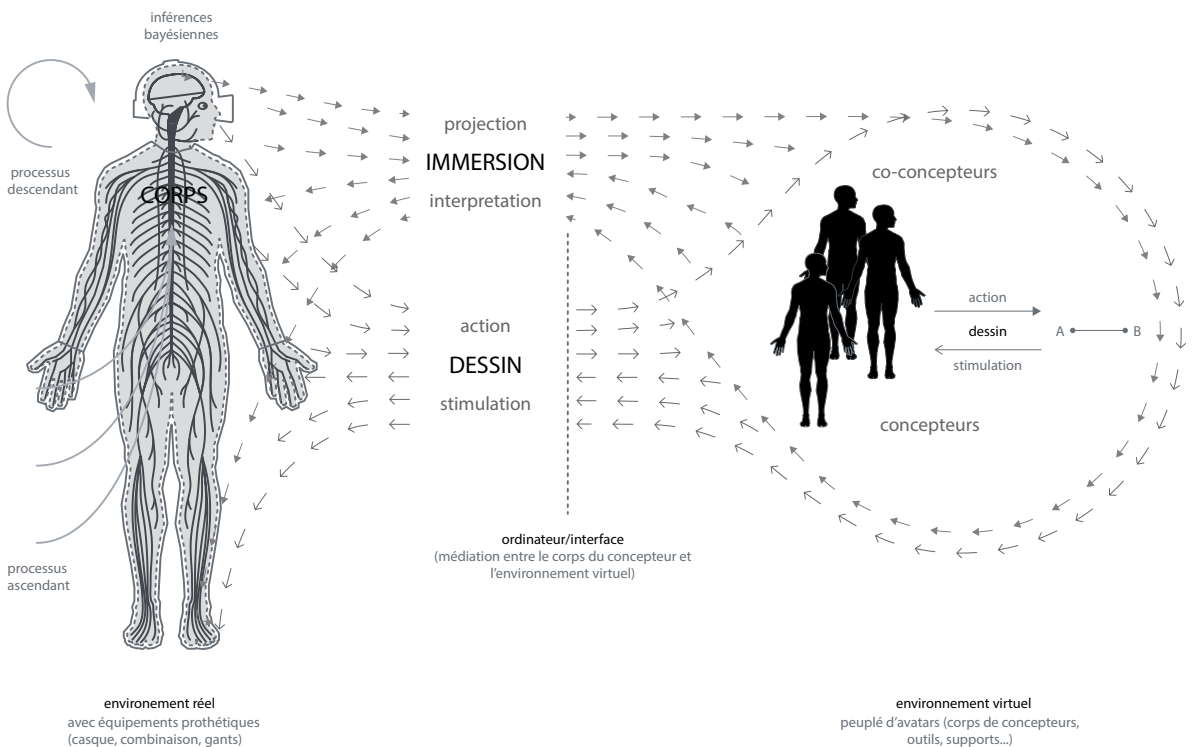 inférences
bayésiennes
processus
descendant
CORPS
processus
ascendant
projection
IMMERSION
interpretation
action
DESSIN
stimulation
ordinateur/interface
(médiation entre le corps du concepteur et
l'environnement virtuel)
co-concepteurs
action
dessin
stimulation
A
B
concepteurs
environement réel
avec équipements prothétiques
(casque, combinaison, gants)
environnement virtuel
peuplé d'avatars (corps de concepteurs,
outils, supports...)